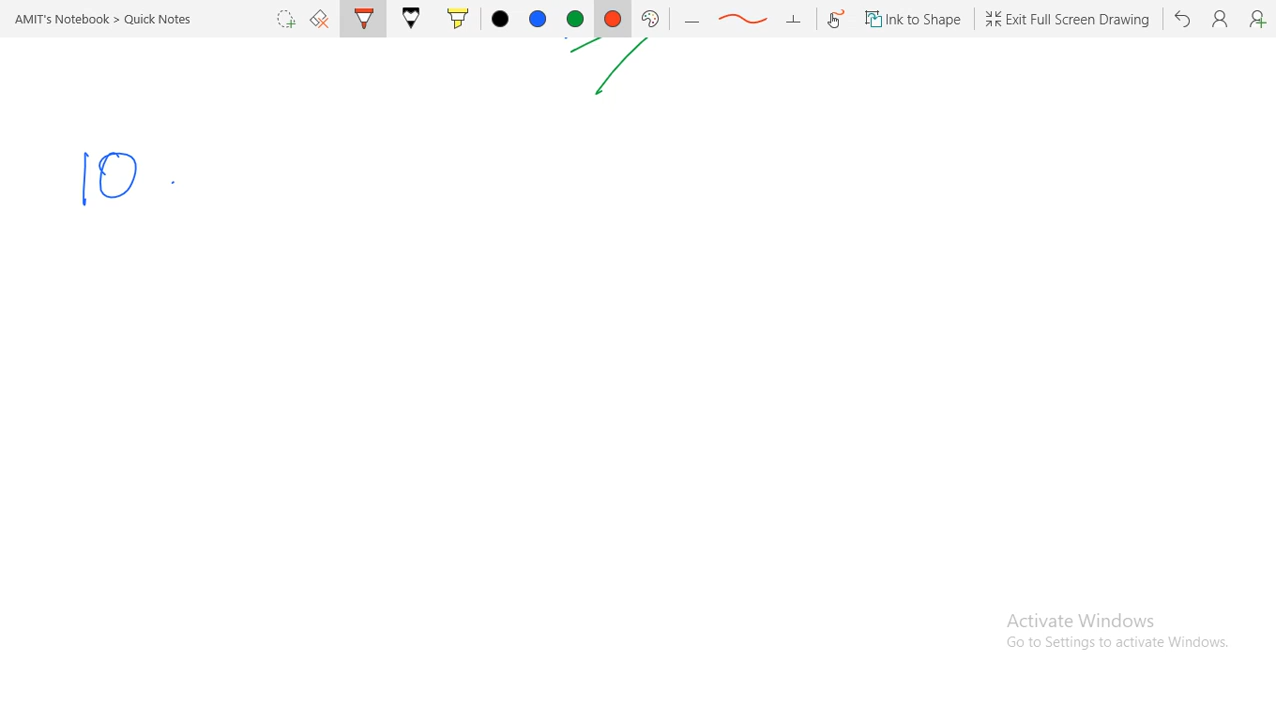 AMIT's Notebook > Quick Notes
Ink to Shape
Exit Full Screen Drawing
10 .
Activate Windows
Go to Settings to activate Windows.